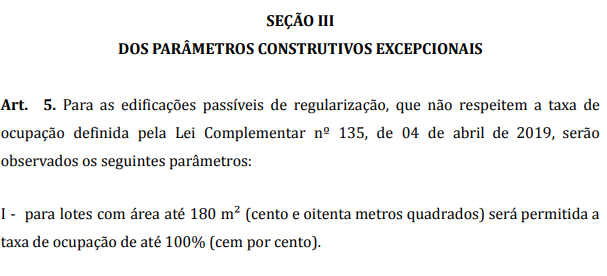 SEÇÃO III
DOS PARÂMETROS CONSTRUTIVOS EXCEPCIONAIS
Art. 5. Para as edificações passíveis de regularização, que não respeitem a taxa de
ocupação definida pela Lei Complementar nº 135, de 04 de abril de 2019, serão
observados os seguintes parâmetros:
I - para lotes com área até 180 m² (cento e oitenta metros quadrados) será permitida a
taxa de ocupação de até 100% (cem por cento).